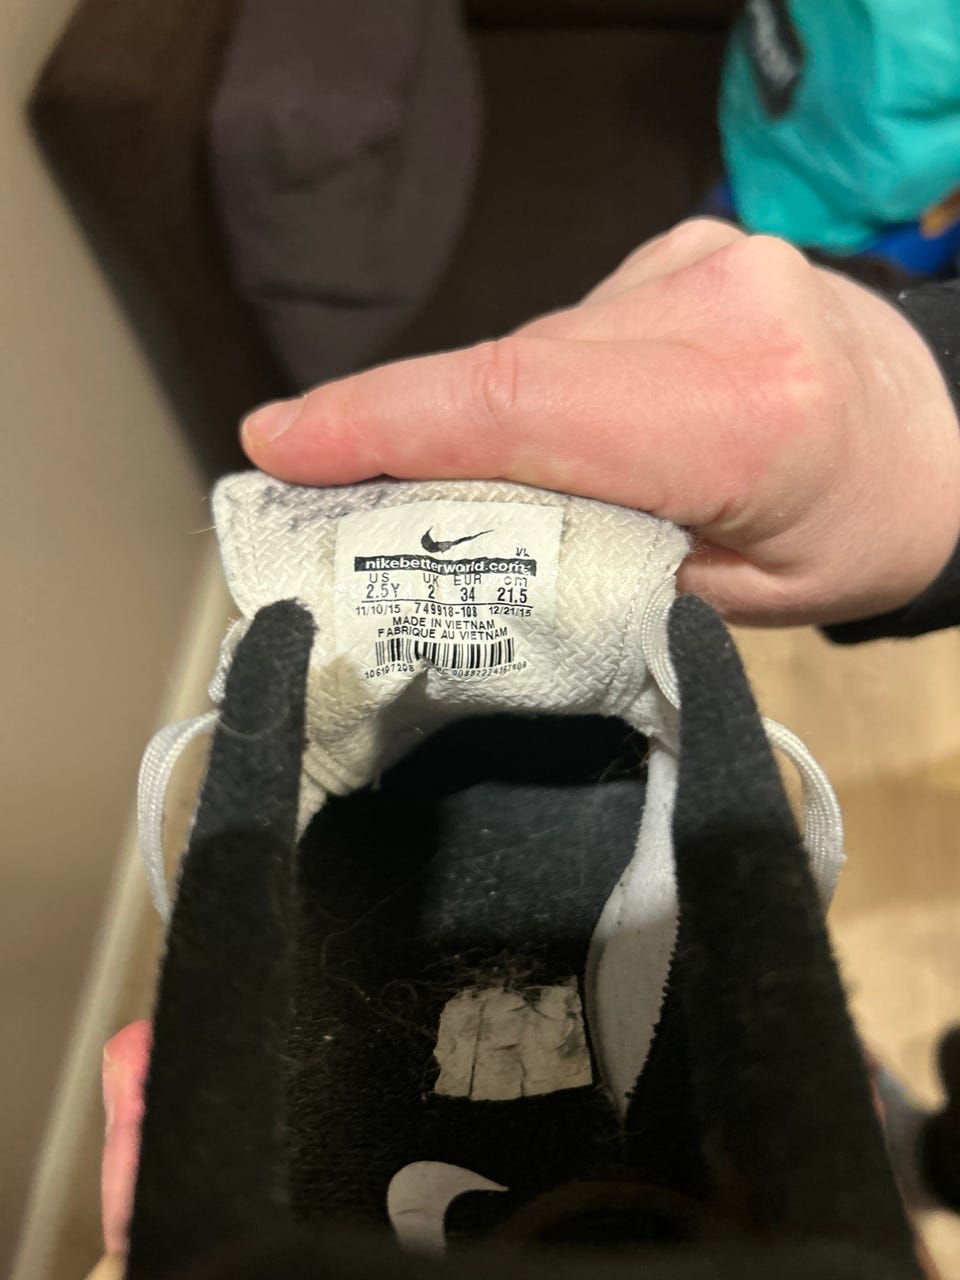 VL
nikebetterworld.com
US UK EUR cm
2.5Y 2 34 21.5
11/10/15 749918-108 12/21/15
MADE IN VIETNAM
FABRIQUE AU VIETNAM